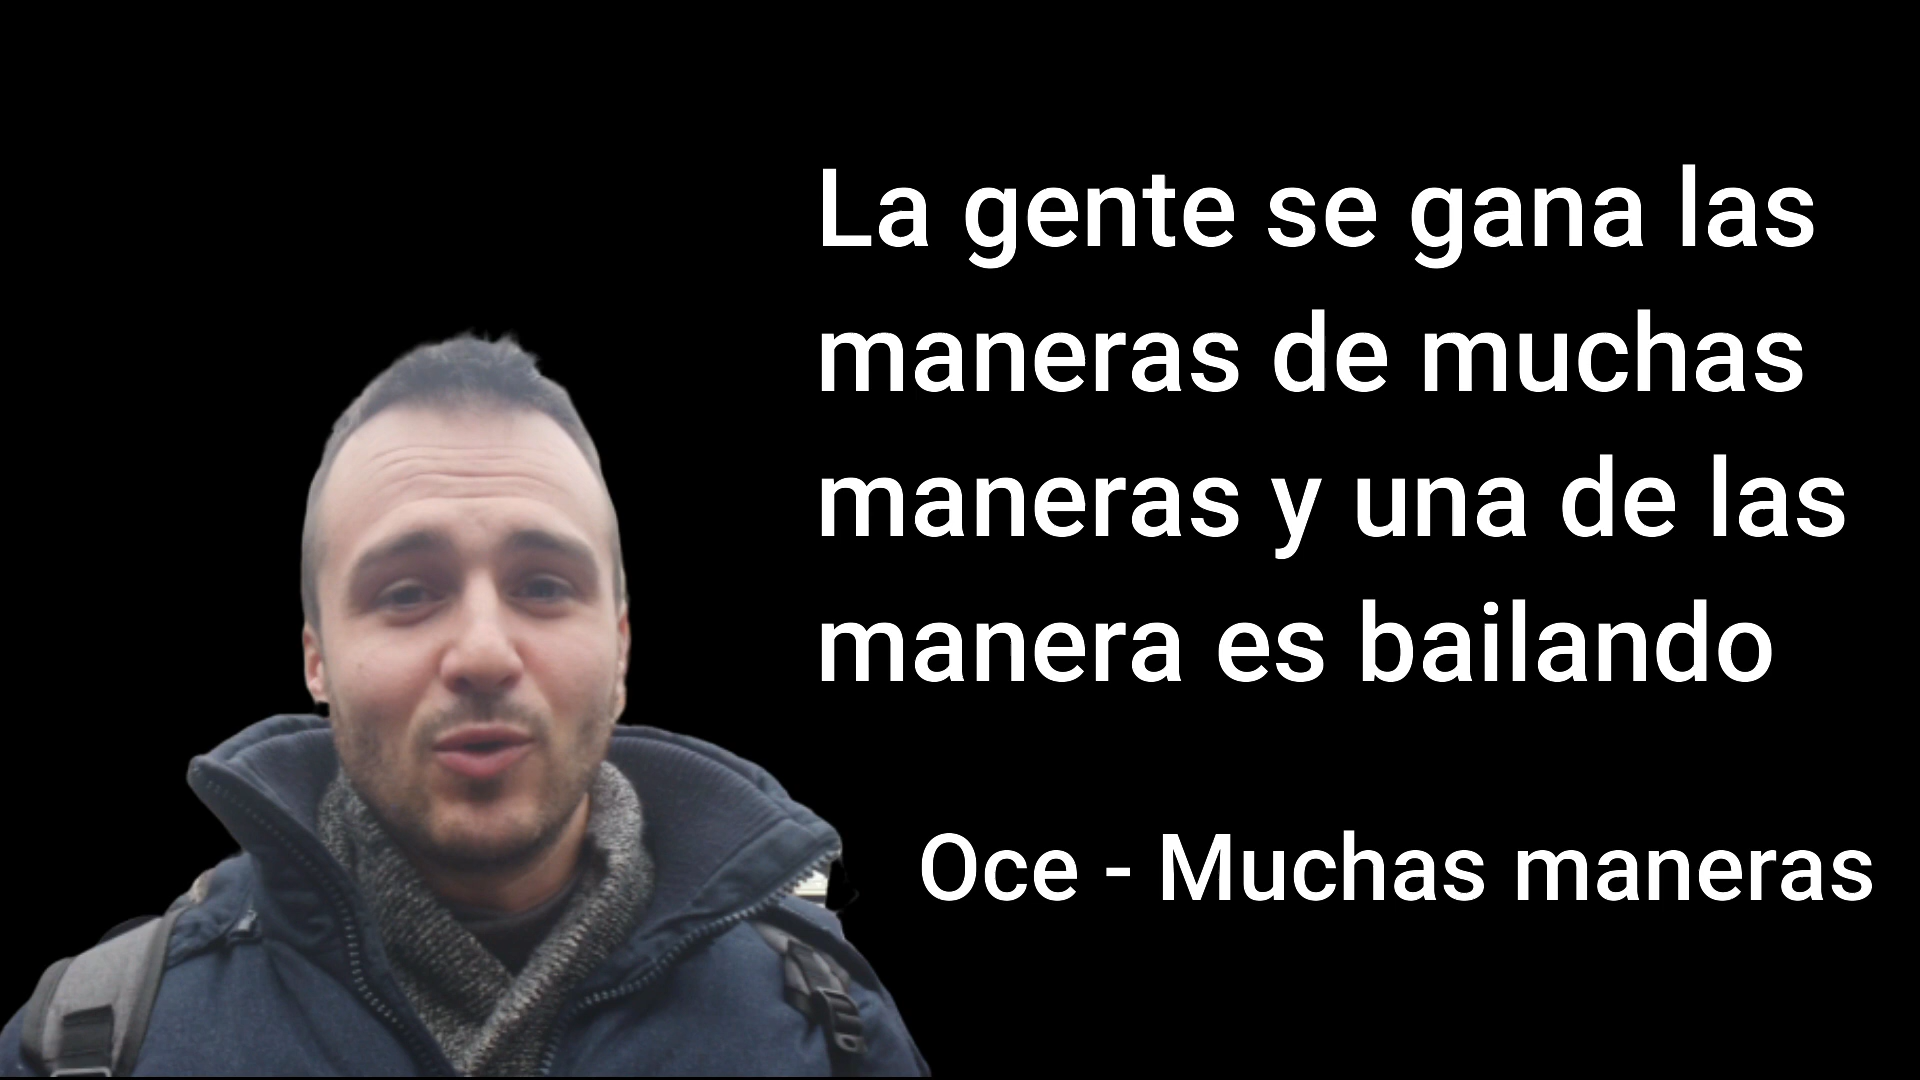 La gente se gana las
maneras de muchas
maneras y una de las
manera es bailando
Oce - Muchas maneras